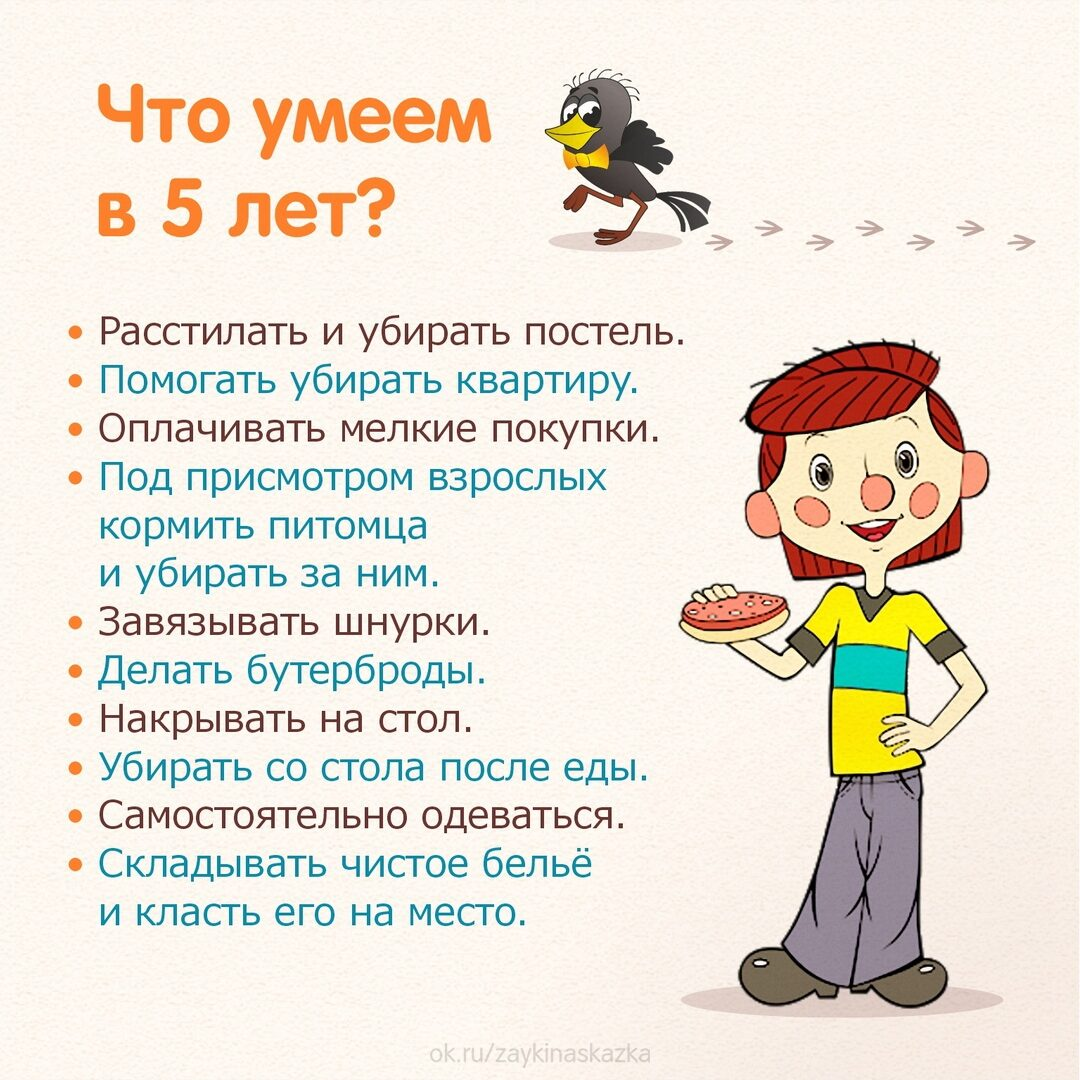 Что умеем
в 5 лет?
• Расстилать и убирать постель.
• Помогать убирать квартиру.
• Оплачивать мелкие покупки.
• Под присмотром взрослых
кормить питомца
и убирать за ним.
• Завязывать шнурки.
• Делать бутерброды.
• Накрывать на стол.
• Убирать со стола после еды.
• Самостоятельно одеваться.
• Складывать чистое бельё
и класть его на место.
ok.ru/zaykinaskazka